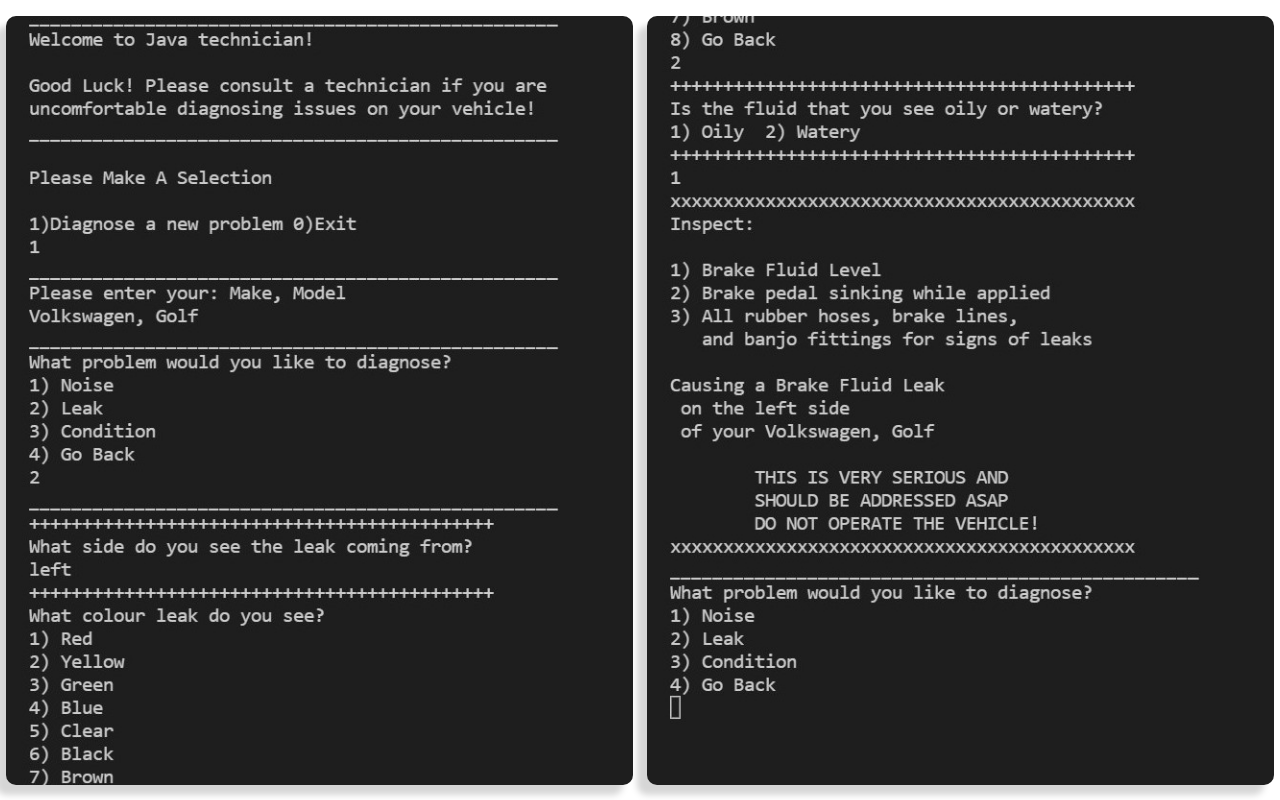 __________________________________________________
Welcome to Java technician!
Good Luck! Please consult a technician if you are
uncomfortable diagnosing issues on your vehicle!
__________________________________________________
Please Make A Selection
1)Diagnose a new problem 0)Exit
1
__________________________________________________
Please enter your: Make, Model
Volkswagen, Golf
__________________________________________________
What problem would you like to diagnose?
1) Noise
2) Leak
3) Condition
4) Go Back
2
__________________________________________________
++++++++++++++++++++++++++++++++++++++++++++
What side do you see the leak coming from?
left
++++++++++++++++++++++++++++++++++++++++++++
What colour leak do you see?
1) Red
2) Yellow
3) Green
4) Blue
5) Clear
6) Black
7) Brown
7) Brown
8) Go Back
2
++++++++++++++++++++++++++++++++++++++++++++
Is the fluid that you see oily or watery?
1) Oily  2) Watery
++++++++++++++++++++++++++++++++++++++++++++
1
xxxxxxxxxxxxxxxxxxxxxxxxxxxxxxxxxxxxxxxxxxxx
Inspect:
1) Brake Fluid Level
2) Brake pedal sinking while applied
3) All rubber hoses, brake lines,
   and banjo fittings for signs of leaks
Causing a Brake Fluid Leak
 on the left side
 of your Volkswagen, Golf
        THIS IS VERY SERIOUS AND
        SHOULD BE ADDRESSED ASAP
        DO NOT OPERATE THE VEHICLE!
xxxxxxxxxxxxxxxxxxxxxxxxxxxxxxxxxxxxxxxxxxxx
__________________________________________________
What problem would you like to diagnose?
1) Noise
2) Leak
3) Condition
4) Go Back